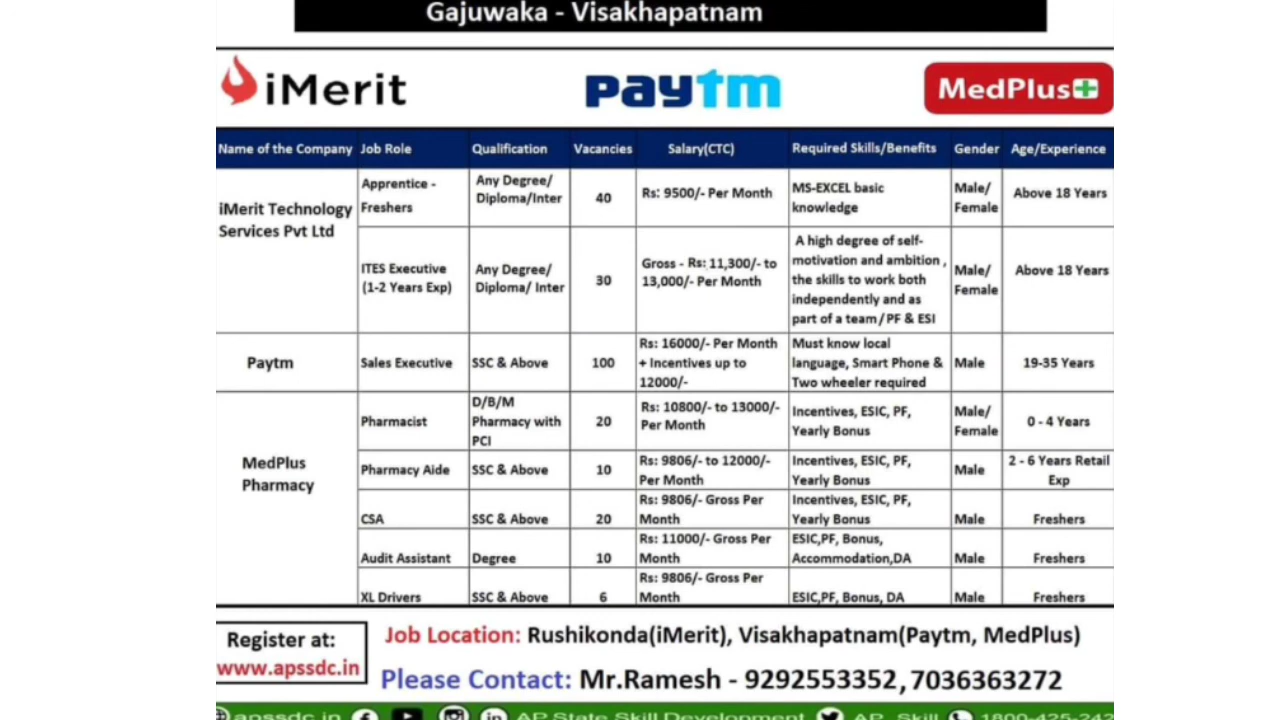 Gajuwaka - Visakhapatnam
iMerit
Paytm
MedPlus
Name of the Company Job Role Qualification Vacancies Salary(CTC) Required Skills/Benefits Gender Age/Experience
iMerit Technology
Services Pvt Ltd
Apprentice -
Freshers
Any Degree/
Diploma/Inter
40
Rs: 9500/- Per Month
MS-EXCEL basic
knowledge
Male/
Female
Above 18 Years
ITES Executive
(1-2 Years Exp)
Any Degree/
Diploma/ Inter
30
Gross - Rs: 11,300/- to
13,000/- Per Month
A high degree of self-
motivation and ambition ,
the skills to work both
independently and as
part of a team/ PF & ESI
Male/
Female
Above 18 Years
Paytm
Sales Executive
SSC & Above
100
Rs: 16000/- Per Month
+ Incentives up to
12000/-
Must know local
language, Smart Phone &
Two wheeler required
Male
19-35 Years
MedPlus
Pharmacy
Pharmacist
D/B/M
Pharmacy with
PCI
20
Rs: 10800/- to 13000/-
Per Month
Incentives, ESIC, PF,
Yearly Bonus
Male/
Female
0 - 4 Years
Pharmacy Aide
SSC & Above
10
Rs: 9806/- to 12000/-
Per Month
Incentives, ESIC, PF,
Yearly Bonus
Male
2 - 6 Years Retail
Exp
CSA
SSC & Above
20
Rs: 9806/- Gross Per
Month
Incentives, ESIC, PF,
Yearly Bonus
Male
Freshers
Audit Assistant
Degree
10
Rs: 11000/- Gross Per
Month
ESIC,PF, Bonus,
Accommodation,DA
Male
Freshers
XL Drivers
SSC & Above
6
Rs: 9806/- Gross Per
Month
ESIC,PF, Bonus, DA
Male
Freshers
Register at:
www.apssdc.in
Job Location: Rushikonda(iMerit), Visakhapatnam(Paytm, MedPlus)
Please Contact: Mr.Ramesh - 9292553352,7036363272
apssdc.in AP State Skill Development AP_Skill 1800-425-242